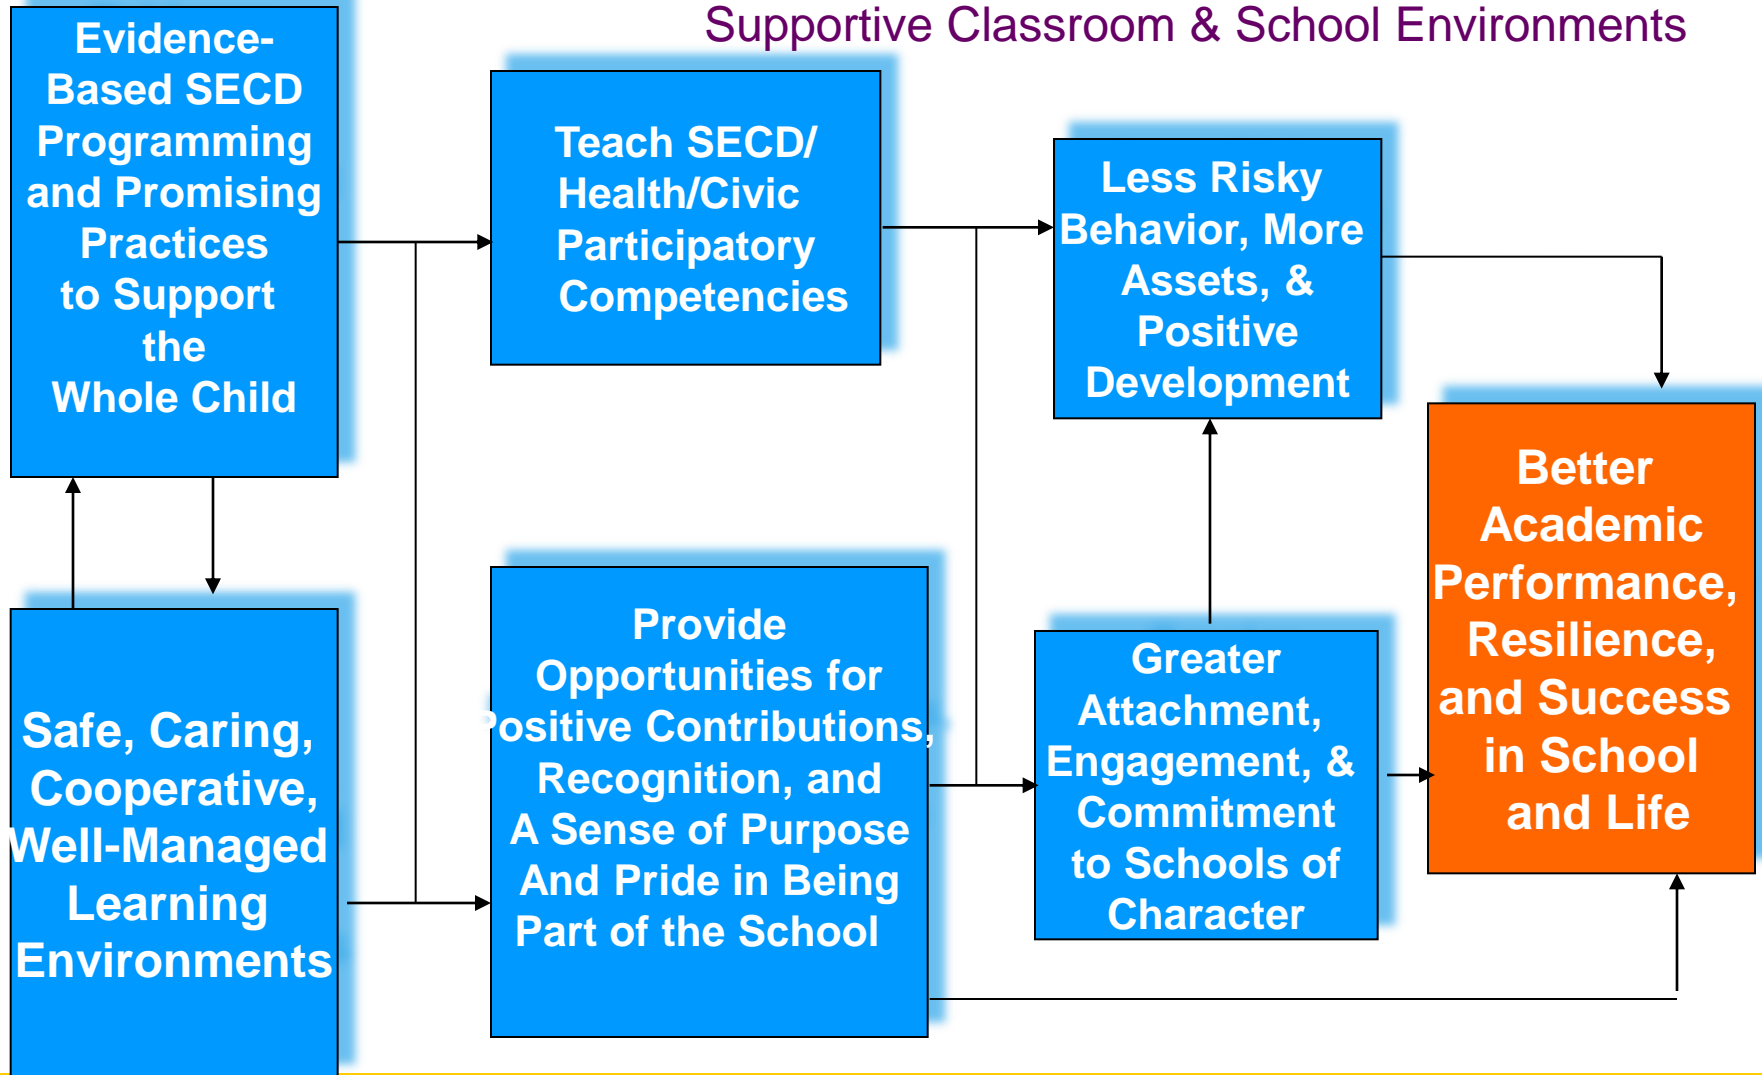 Supportive Classroom & School Environments
Evidence-
Based SECD
Programming
and Promising
Practices
to Support
the
Whole Child
Teach SECD/
Health/Civic
Participatory
Competencies
Less Risky
Behavior, More
Assets, &
Positive
Development
Better
Academic
Performance,
Resilience,
and Success
in School
and Life
Safe, Caring,
Cooperative,
Well-Managed
Learning
Environments
Provide
Opportunities for
Positive Contributions,
Recognition, and
A Sense of Purpose
And Pride in Being
Part of the School
Greater
Attachment,
Engagement, &
Commitment
to Schools of
Character